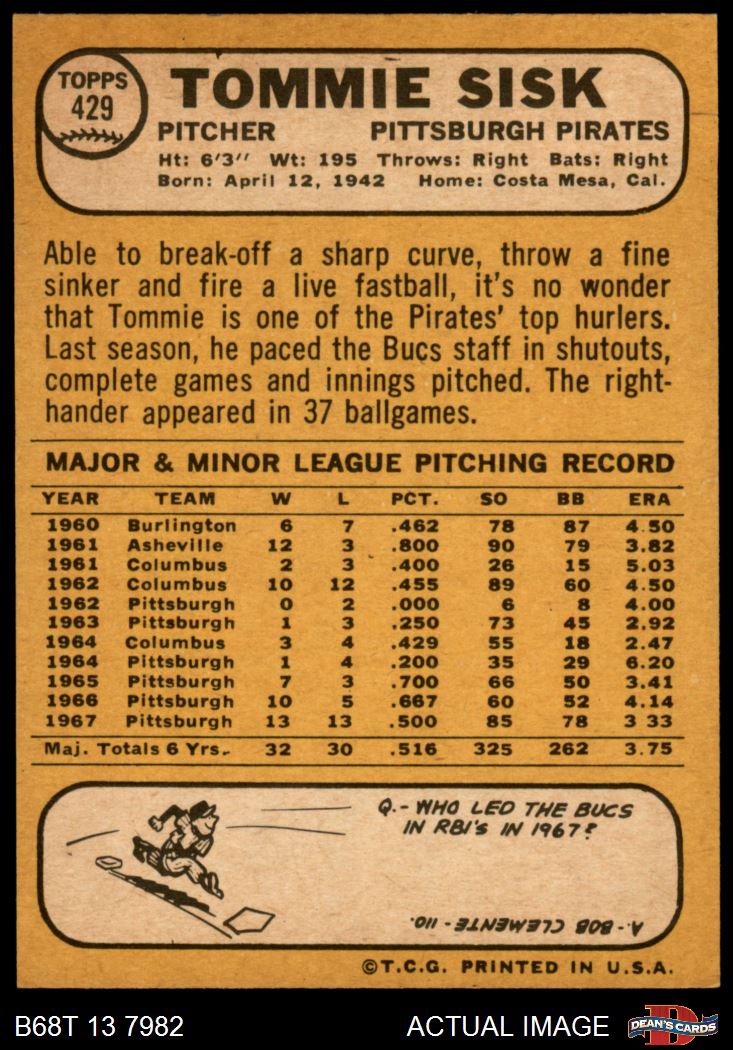 TOPPS
429
TOMMIE SISK
PITCHER PITTSBURGH PIRATES
Ht: 6'3'' Wt: 195 Throws: Right Bats: Right
Born: April 12, 1942 Home: Costa Mesa, Cal.
Able to break-off a sharp curve, throw a fine
sinker and fire a live fastball, it's no wonder
that Tommie is one of the Pirates' top hurlers.
Last season, he paced the Bucs staff in shutouts,
complete games and innings pitched. The right-
hander appeared in 37 ballgames.
MAJOR & MINOR LEAGUE PITCHING RECORD
YEAR TEAM W L PCT. SO BB ERA
1960 Burlington 6 7 .462 78 87 4.50
1961 Asheville 12 3 .800 90 79 3.82
1961 Columbus 2 3 .400 26 15 5.03
1962 Columbus 10 12 .455 89 60 4.50
1962 Pittsburgh 0 2 .000 6 8 4.00
1963 Pittsburgh 1 3 .250 73 45 2.92
1964 Columbus 3 4 .429 55 18 2.47
1964 Pittsburgh 1 4 .200 35 29 6.20
1965 Pittsburgh 7 3 .700 66 50 3.41
1966 Pittsburgh 10 5 .667 60 52 4.14
1967 Pittsburgh 13 13 .500 85 78 3 33
Maj. Totals 6 Yrs. 32 30 .516 325 262 3.75
Q.- WHO LED THE BUCS
IN RBI'S IN 1967?
A.- BOB CLEMENTE - 110.
©T.C.G. PRINTED IN U.S.A.
B68T 13 7982 ACTUAL IMAGE DEAN'S CARDS